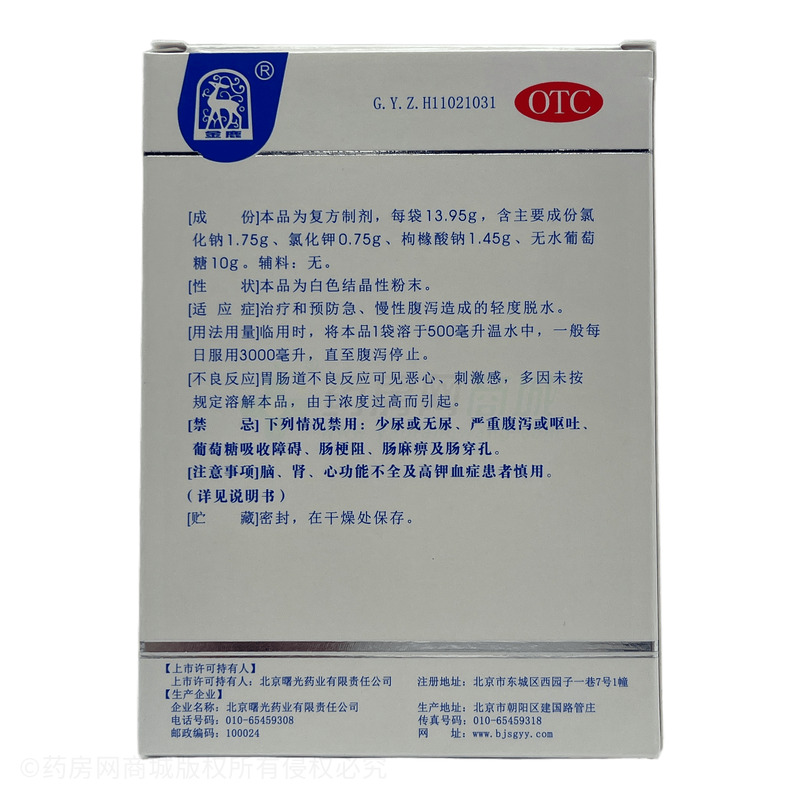 金鹿
®
G.Y.Z.H11021031
OTC
[成 份]本品为复方制剂，每袋13.95g，含主要成份氯
化钠1.75g、氯化钾0.75g、枸橼酸钠1.45g、无水葡萄
糖10g。辅料：无。
[性 状]本品为白色结晶性粉末。
[适 应 症]治疗和预防急、慢性腹泻造成的轻度脱水。
[用法用量]临用时，将本品1袋溶于500毫升温水中，一般每
日服用3000毫升，直至腹泻停止。
[不良反应]胃肠道不良反应可见恶心、刺激感，多因未按
规定溶解本品，由于浓度过高而引起。
[禁 忌]下列情况禁用：少尿或无尿、严重腹泻或呕吐、
葡萄糖吸收障碍、肠梗阻、肠麻痹及肠穿孔。
[注意事项]脑、肾、心功能不全及高钾血症患者慎用。
（详见说明书）
[贮 藏]密封，在干燥处保存。
【上市许可持有人】
上市许可持有人：北京曙光药业有限责任公司 注册地址：北京市东城区西园子一巷7号1幢
【生产企业】
企业名称：北京曙光药业有限责任公司 生产地址：北京市朝阳区建国路管庄
电话号码：010-65459308 传真号码：010-65459318
邮政编码：100024 网 址：www.bjsgyy.com
©药房网商城版权所有侵权必究